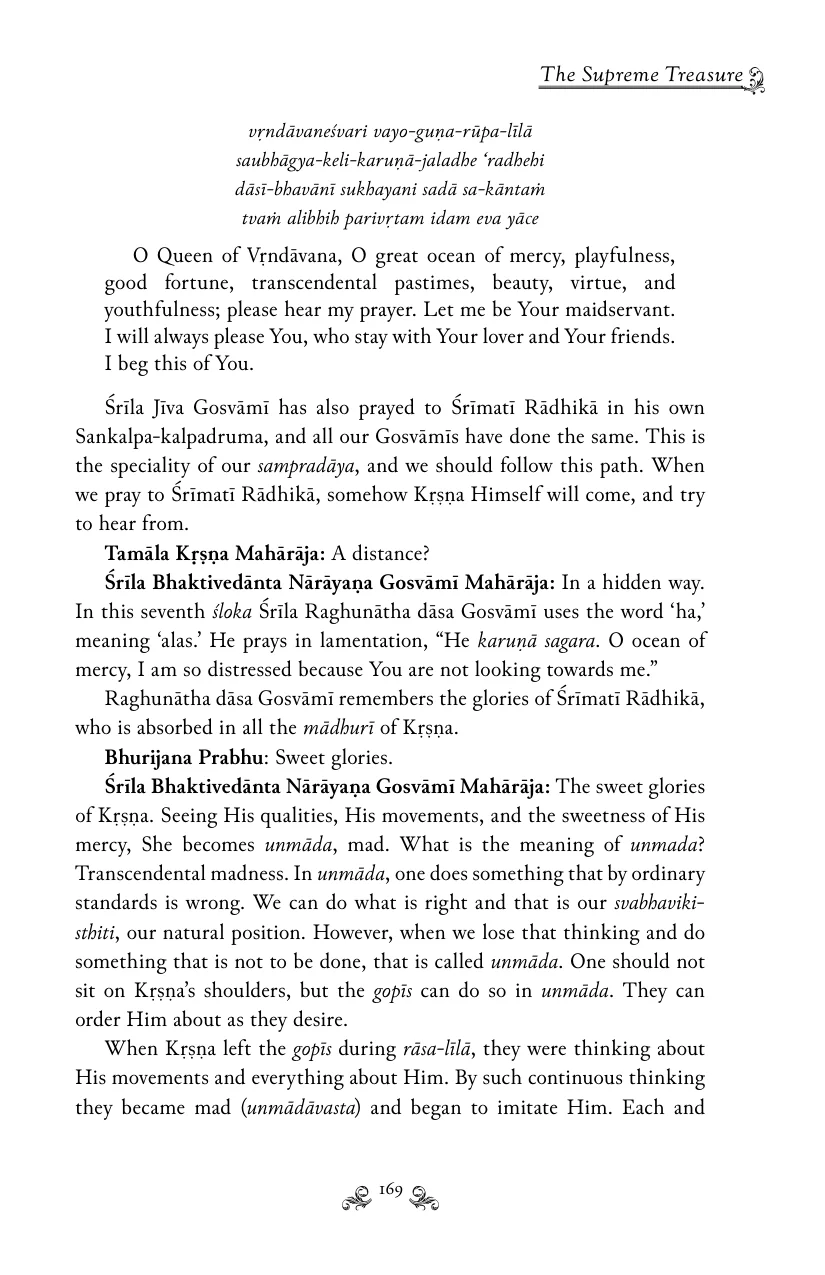 The Supreme Treasure
vṛndāvaneśvari vayo-guṇa-rūpa-līlā
saubhāgya-keli-karuṇā-jaladhe ‘radhehi
dāsī-bhavānī sukhayani sadā sa-kāntaṁ
tvaṁ alibhih parivṛtam idam eva yāce
O Queen of Vṛndāvana, O great ocean of mercy, playfulness,
good fortune, transcendental pastimes, beauty, virtue, and
youthfulness; please hear my prayer. Let me be Your maidservant.
I will always please You, who stay with Your lover and Your friends.
I beg this of You.
Śrīla Jīva Gosvāmī has also prayed to Śrīmatī Rādhikā in his own
Sankalpa-kalpadruma, and all our Gosvāmīs have done the same. This is
the speciality of our sampradāya, and we should follow this path. When
we pray to Śrīmatī Rādhikā, somehow Kṛṣṇa Himself will come, and try
to hear from.
Tamāla Kṛṣṇa Mahārāja: A distance?
Śrīla Bhaktivedānta Nārāyaṇa Gosvāmī Mahārāja: In a hidden way.
In this seventh śloka Śrīla Raghunātha dāsa Gosvāmī uses the word ‘ha,’
meaning ‘alas.’ He prays in lamentation, “He karuṇā sagara. O ocean of
mercy, I am so distressed because You are not looking towards me.”
Raghunātha dāsa Gosvāmī remembers the glories of Śrīmatī Rādhikā,
who is absorbed in all the mādhurī of Kṛṣṇa.
Bhurijana Prabhu: Sweet glories.
Śrīla Bhaktivedānta Nārāyaṇa Gosvāmī Mahārāja: The sweet glories
of Kṛṣṇa. Seeing His qualities, His movements, and the sweetness of His
mercy, She becomes unmāda, mad. What is the meaning of unmada?
Transcendental madness. In unmāda, one does something that by ordinary
standards is wrong. We can do what is right and that is our svabhaviki-
sthiti, our natural position. However, when we lose that thinking and do
something that is not to be done, that is called unmāda. One should not
sit on Kṛṣṇa’s shoulders, but the gopīs can do so in unmāda. They can
order Him about as they desire.
When Kṛṣṇa left the gopīs during rāsa-līlā, they were thinking about
His movements and everything about Him. By such continuous thinking
they became mad (unmādāvasta) and began to imitate Him. Each and
169